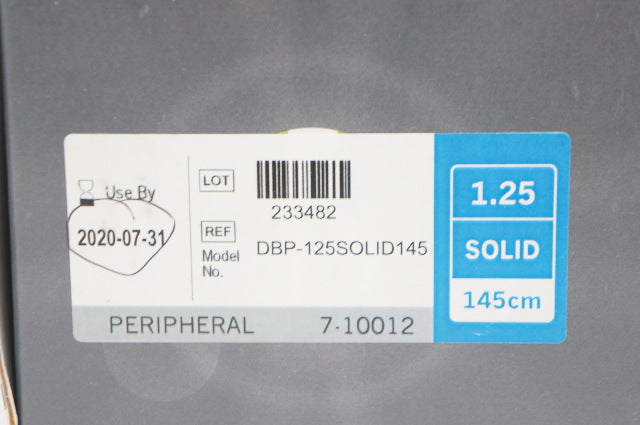 Use By
2020-07-31
LOT
233482
REF
Model No.
DBP-125SOLID145
PERIPHERAL 7-10012
1.25
SOLID
145cm